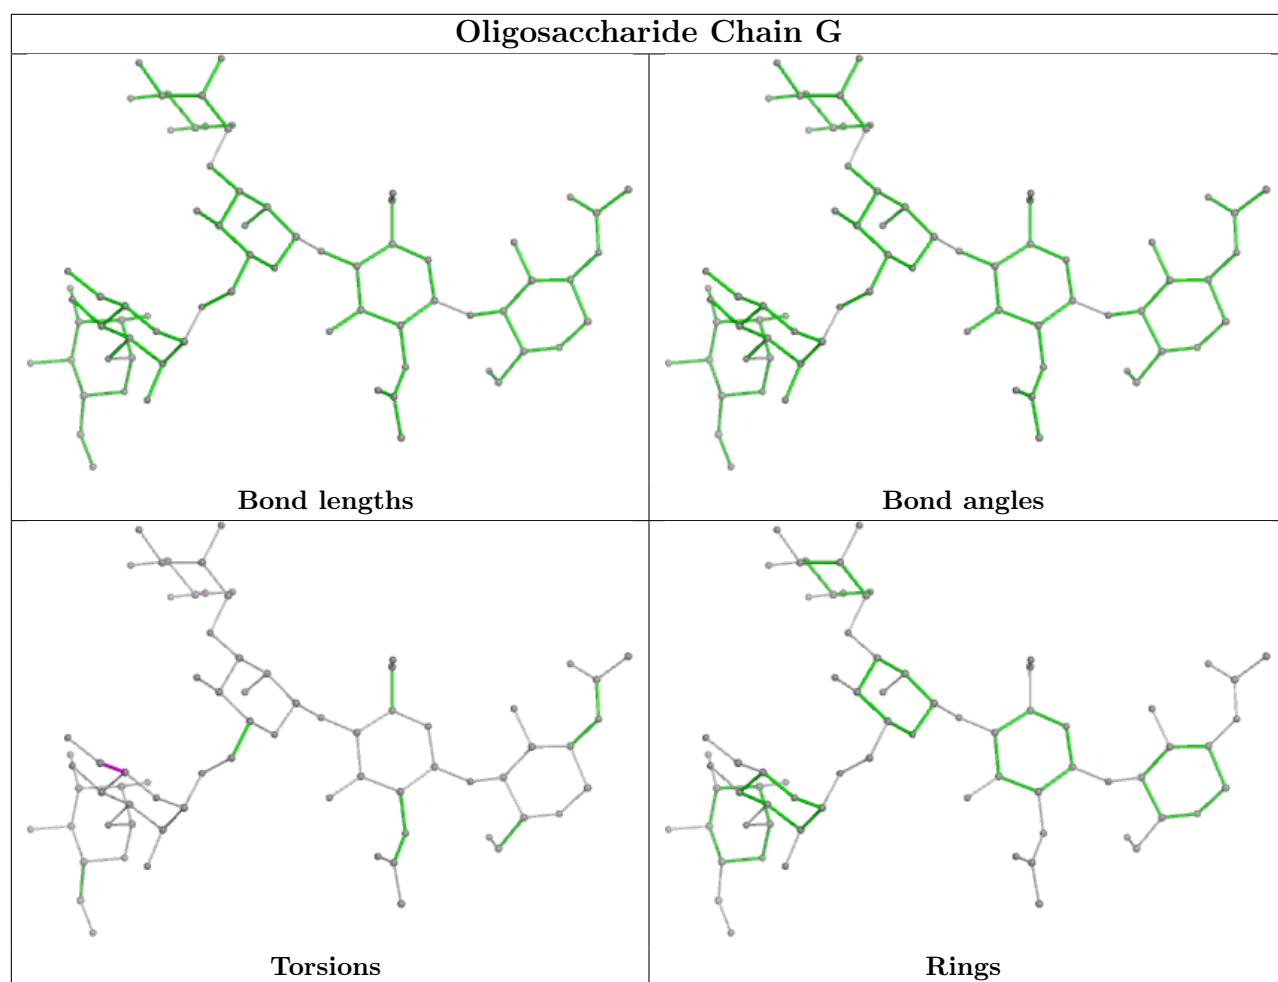 Oligosaccharide Chain G
Bond lengths
Bond angles
Torsions
Rings